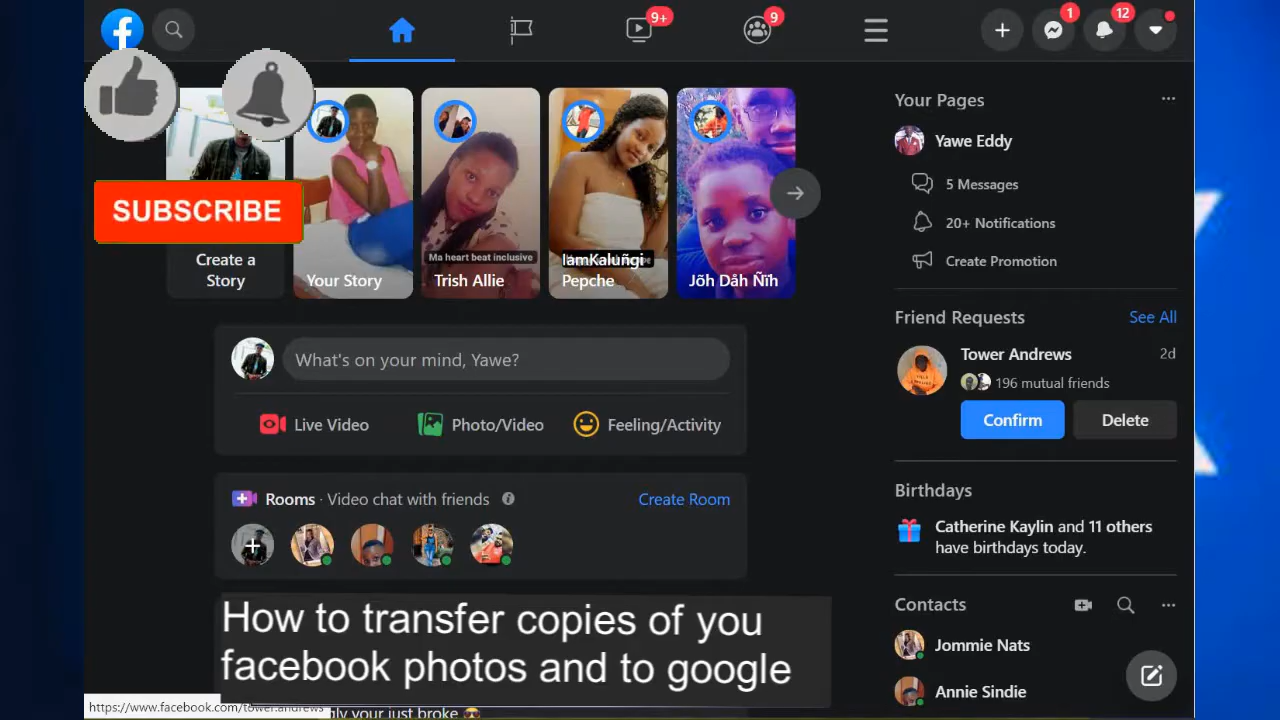 9+
9
1
12
SUBSCRIBE
Create a
Story
Your Story
Ma heart beat inclusive
Trish Allie
IamKaluñgi
Pepche
Jõh Dåh Ñïh
What's on your mind, Yawe?
Live Video
Photo/Video
Feeling/Activity
Rooms · Video chat with friends
Create Room
How to transfer copies of you
facebook photos and to google
gly your just broke
https://www.facebook.com/tower.andrews
Your Pages
Yawe Eddy
5 Messages
20+ Notifications
Create Promotion
Friend Requests
See All
Tower Andrews
2d
196 mutual friends
Confirm
Delete
Birthdays
Catherine Kaylin and 11 others
have birthdays today.
Contacts
Jommie Nats
Annie Sindie